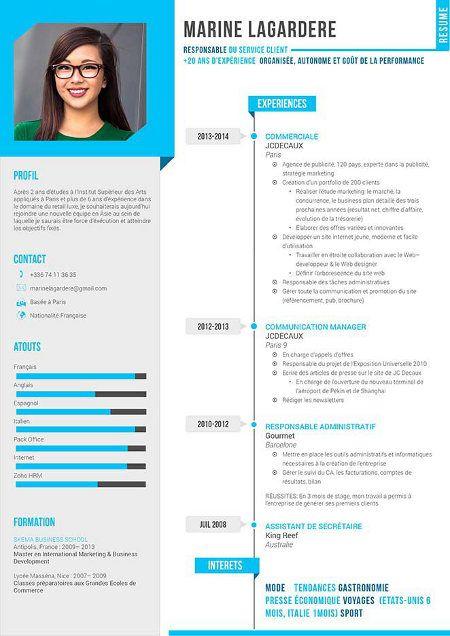 MARINE LAGARDERE
RESUME
RESPONSABLE DU SERVICE CLIENT
+20 ANS D'EXPÉRIENCE ORGANISÉE, AUTONOME ET GOÛT DE LA PERFORMANCE
PROFIL
Après 2 ans d'études à l'Institut Supérieur des Arts
appliqués à Paris et plus de 6 ans d'expérience dans
le domaine du retail luxe, je souhaiterais aujourd'hui
rejoindre une nouvelle équipe en Asie au sein de
laquelle je saurais être force d'exécution et atteindre
les objectifs fixés.
CONTACT
+336 74 11 36 35
marinelagardere@gmail.com
Basée à Paris
Nationalité Française
ATOUTS
Français
Anglais
Espagnol
Italien
Pack Office
Internet
Zoho HRM
FORMATION
SKEMA BUSINESS SCHOOL
Antipolis, France : 2009– 2013
Master en International Marketing & Business
Development
Lycée Masséna, Nice : 2007– 2009
Classes préparatoires aux Grandes Ecoles de
Commerce
EXPERIENCES
2013-2014
COMMERCIALE
JCDECAUX
Paris
Agence de publicité, 120 pays, experte dans la publicité,
stratégie marketing
Création d'un portfolio de 200 clients
Réaliser l'étude marketing: le marché, la
concurrence, le business plan détaillé des trois
prochaines années (resultat net, chiffre d'affaire,
évolution de la trésorerie)
Elaborer des offres variées et innovantes
Développer un site internet jeune, moderne et facile
d'utilisation
Travailler en étroite collaboration avec le Web–
développeur & le Web designer
Définir l'arborescence du site web
Responsable des tâches administratives
Gérer toute la communication et promotion du site
(référencement, pub, brochure)
2012-2013
COMMUNICATION MANAGER
JCDECAUX
Paris 9
En charge d'appels d'offres
Responsable du projet de l'Exposition Universelle 2010
Ecrire des articles de presse sur le site de JC Decaux
En charge de l'ouverture du nouveau terminal de
l'aéroport de Pékin et de Shanghai
Rédiger les newsletters
2010-2012
RESPONSABLE ADMINISTRATIF
Gourmet
Barcelone
Mettre en place les outils administratifs et informatiques
nécessaires à la création de l'entreprise
Gérer le suivi du CA, les facturations, comptes de
résultats, bilan
RÉUSSITES: En 3 mois de stage, mon travail a permis à
l'entreprise de générer ses premiers clients.
JUIL 2008
ASSISTANT DE SECRÉTAIRE
King Reef
Australie
INTERETS
MODE TENDANCES GASTRONOMIE
PRESSE ÉCONOMIQUE VOYAGES (ETATS-UNIS 6
MOIS, ITALIE 1MOIS) SPORT